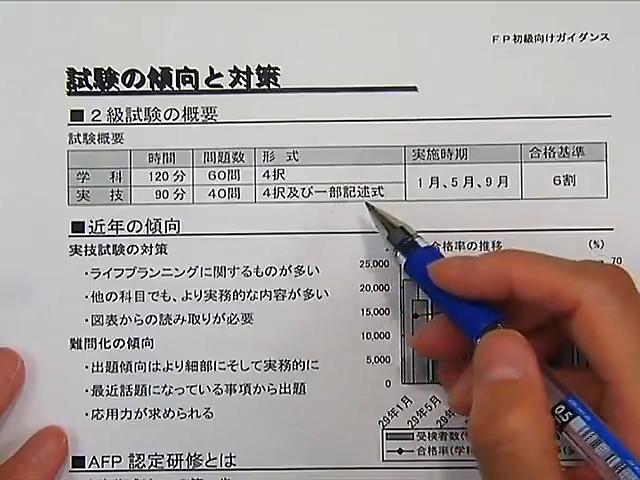 FP初級向けガイダンス
試験の傾向と対策
■2級試験の概要
試験概要
時間 問題数 形 式 実施時期 合格基準
学 科 120分 60問 4択 1月、5月、9月 6割
実 技 90分 40問 4択及び一部記述式
■近年の傾向
実技試験の対策
合格率の推移 (%)
・ライフプランニングに関するものが多い
・他の科目でも、より実務的な内容が多い
・図表からの読み取りが必要
難問化の傾向
・出題傾向はより細部にそして実務的に
・最近話題になっている事項から出題
・応用力が求められる
25,000 70
20,000
15,000
10,000
5,000
0
29年1月
29年5月
受検者数
合格率(学
■AFP 認定研修とは
0.5